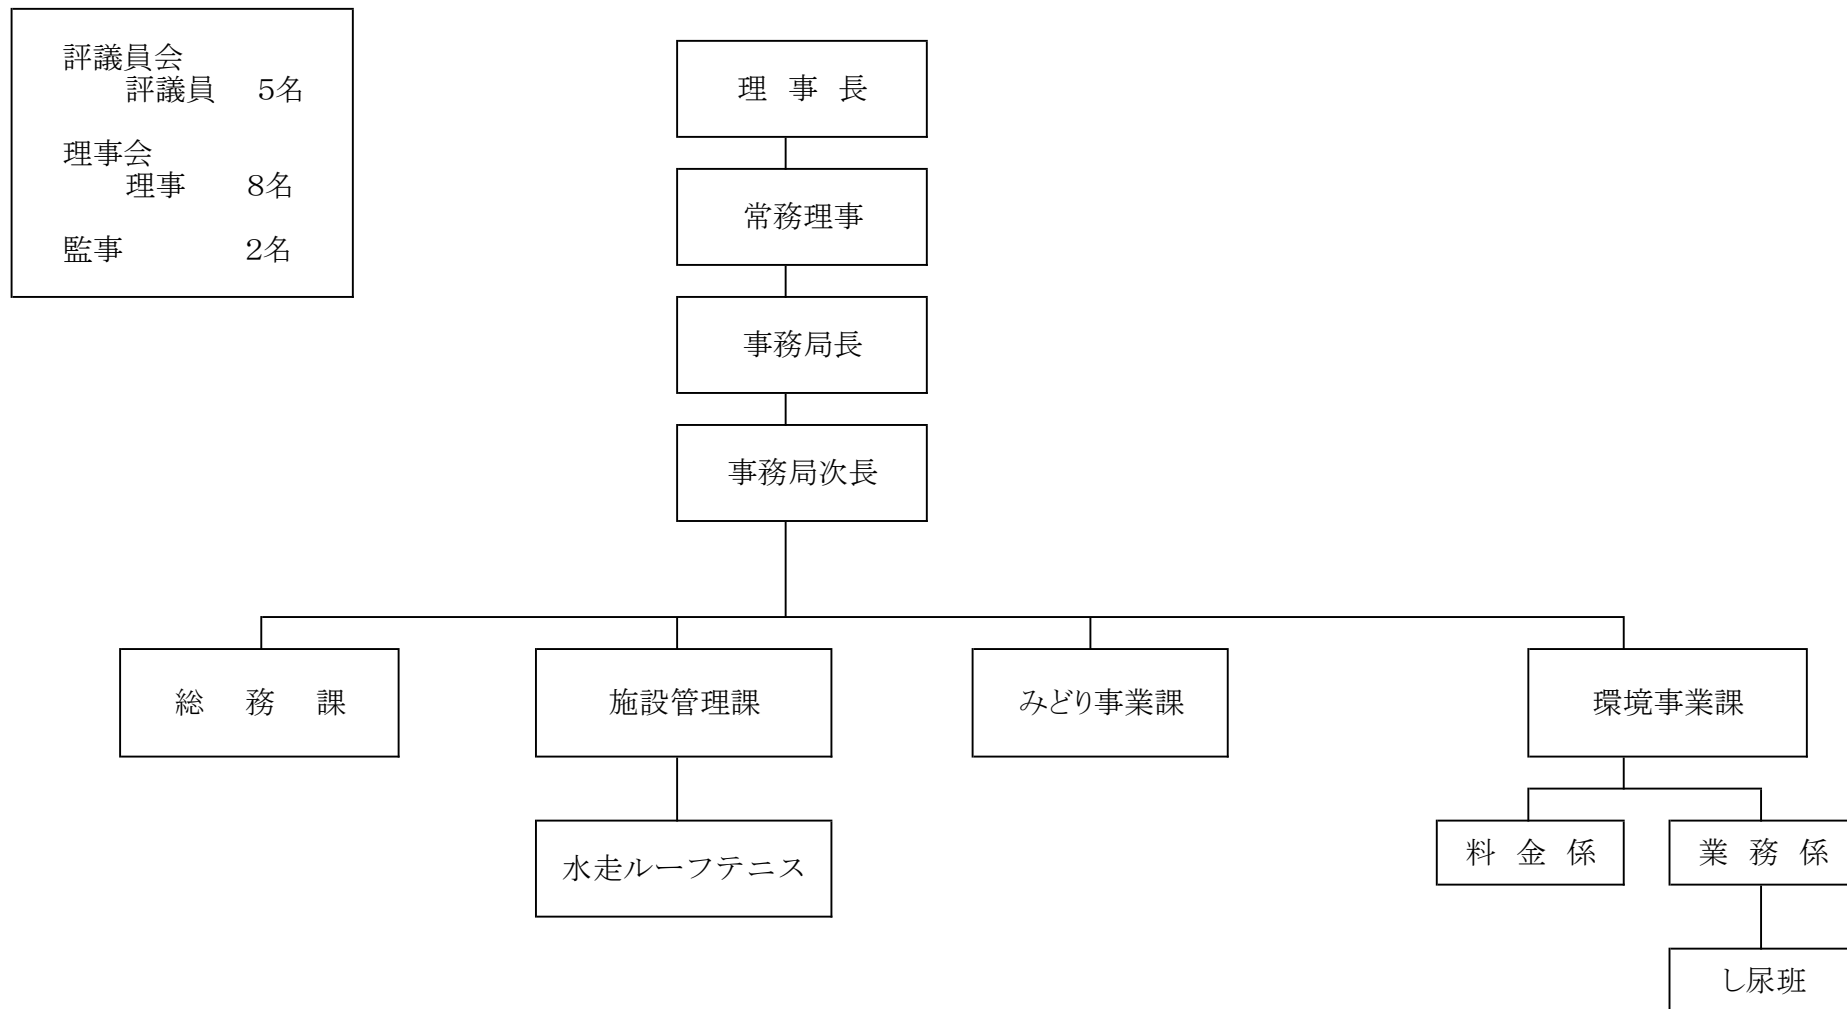 評議員会
評議員 5名
理事会
理事 8名
監事 2名
理 事 長
常務理事
事務局長
事務局次長
総 務 課
施設管理課
みどり事業課
環境事業課
水走ルーフテニス
料 金 係
業 務 係
し尿班